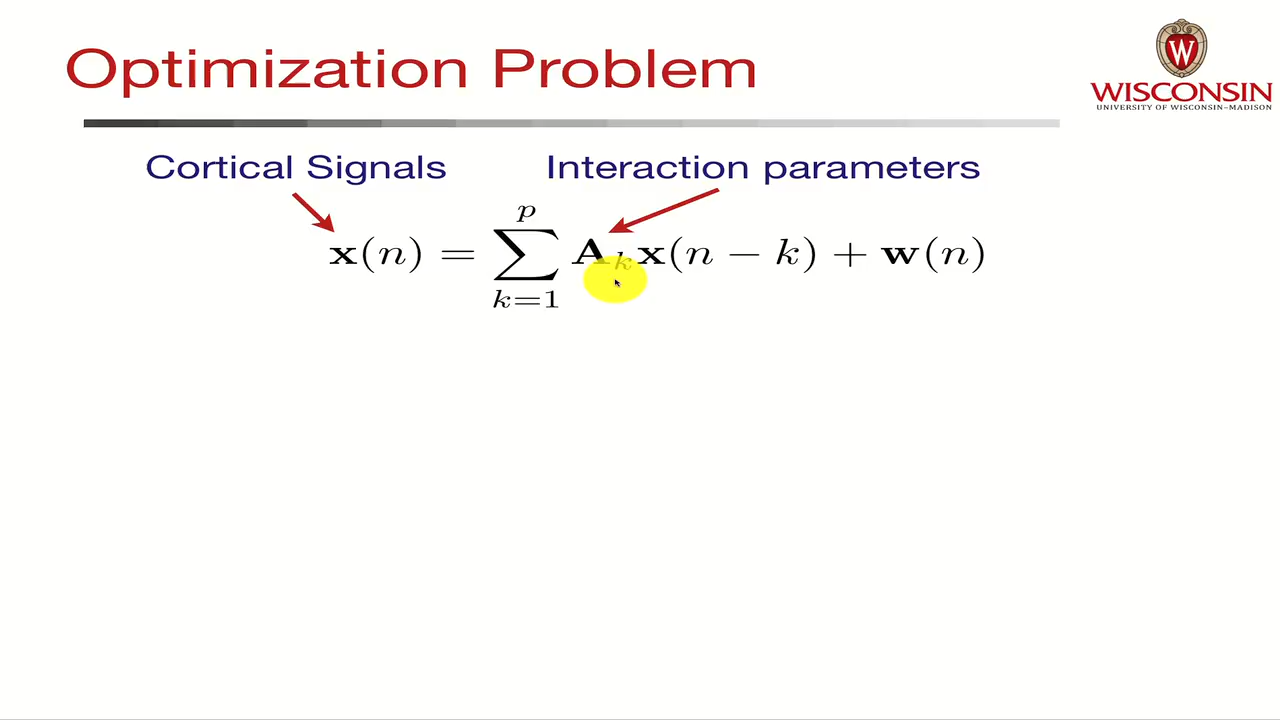 Optimization Problem
W
WISCONSIN
UNIVERSITY OF WISCONSIN–MADISON
Cortical Signals
Interaction parameters
x(n) = ∑_{k=1}^{p} A_k x(n − k) + w(n)